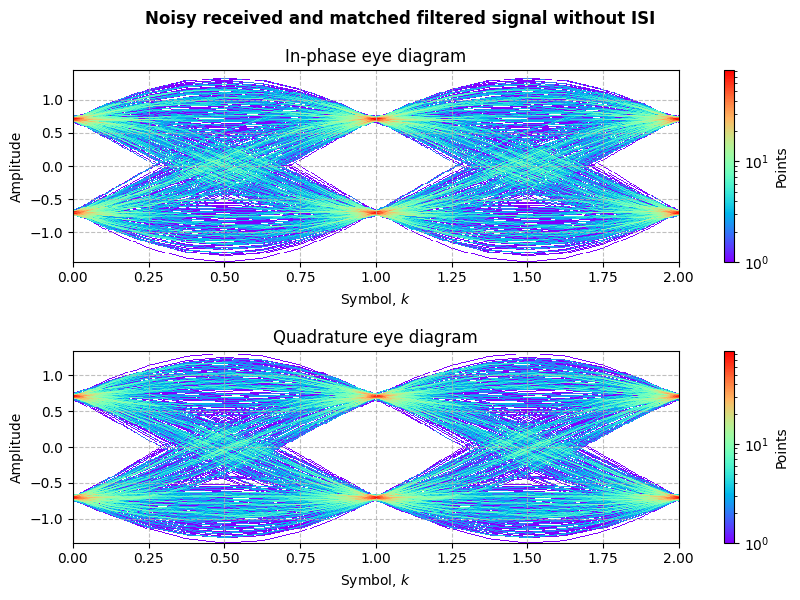 Noisy received and matched filtered signal without ISI
In-phase eye diagram
Amplitude
1.0
0.5
0.0
−0.5
−1.0
0.00 0.25 0.50 0.75 1.00 1.25 1.50 1.75 2.00
Symbol, k
10¹
10⁰
Points
Quadrature eye diagram
Amplitude
1.0
0.5
0.0
−0.5
−1.0
0.00 0.25 0.50 0.75 1.00 1.25 1.50 1.75 2.00
Symbol, k
10¹
10⁰
Points